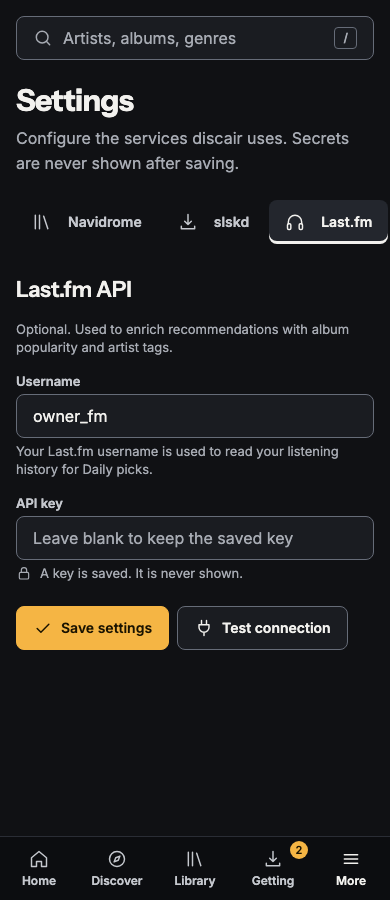 Artists, albums, genres /
Settings
Configure the services discair uses. Secrets
are never shown after saving.
Navidrome slskd Last.fm
Last.fm API
Optional. Used to enrich recommendations with album
popularity and artist tags.
Username
owner_fm
Your Last.fm username is used to read your listening
history for Daily picks.
API key
Leave blank to keep the saved key
A key is saved. It is never shown.
Save settings Test connection
2
Home Discover Library Getting More